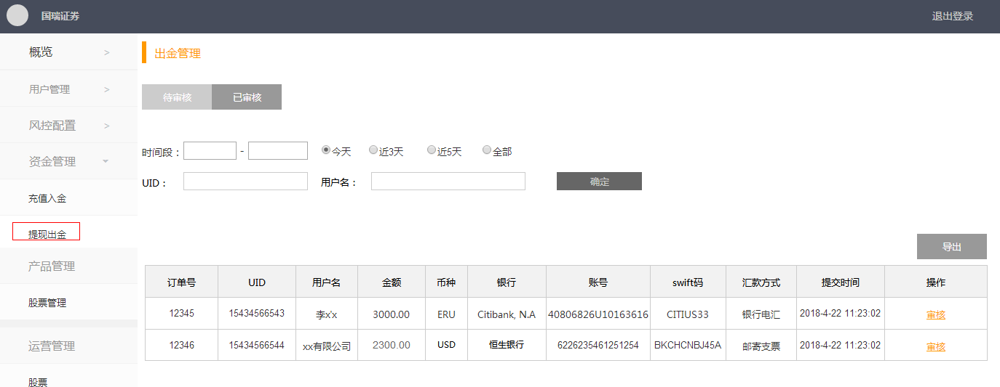 国瑞证券 退出登录
概览 >
用户管理 >
风控配置 >
资金管理
充值入金
提现出金
产品管理
股票管理
运营管理
股票
出金管理
待审核 已审核
时间段： - 今天 近3天 近5天 全部
UID： 用户名： 确定
导出
订单号 UID 用户名 金额 币种 银行 账号 swift码 汇款方式 提交时间 操作
12345 15434566543 李x'x 3000.00 ERU Citibank, N.A 40806826U10163616 CITIUS33 银行电汇 2018-4-22 11:23:02 审核
12346 15434566544 xx有限公司 2300.00 USD 恒生银行 6226235461251254 BKCHCNBJ45A 邮寄支票 2018-4-22 11:23:02 审核